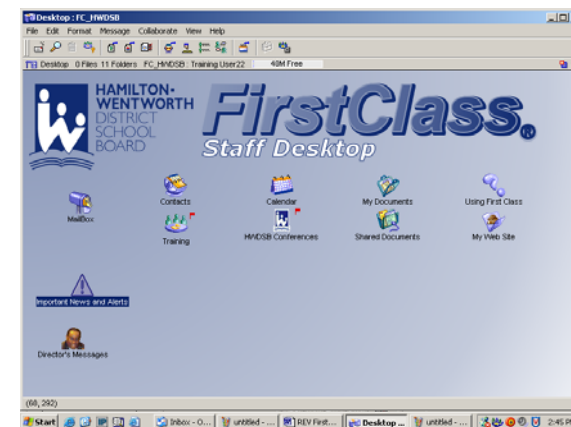 Desktop : FC_HWDSB
File Edit Format Message Collaborate View Help
Desktop 0 Files 11 Folders FC_HWDSB : Training User22 40M Free
HAMILTON-
WENTWORTH
DISTRICT
SCHOOL
BOARD
FirstClass®
Staff Desktop
MailBox
Contacts
Calendar
My Documents
Using First Class
Training
HWDSB Conferences
Shared Documents
My Web Site
Important News and Alerts
Director's Messages
(68, 292)
Start Inbox - O... untitled - ... REV First... Desktop ... untitled - ... 2:45 PM